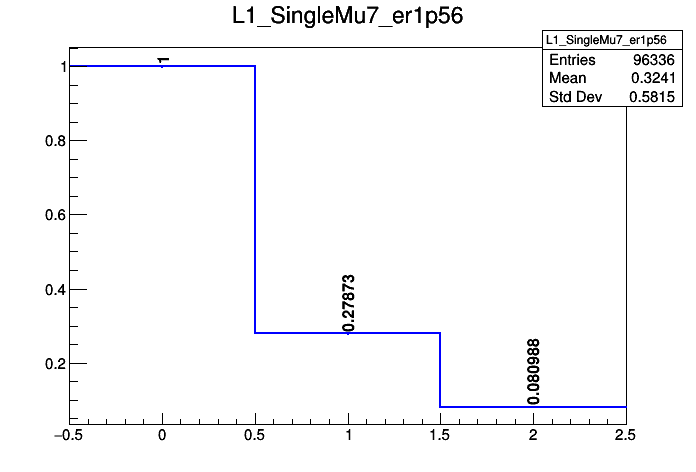 L1_SingleMu7_er1p56
L1_SingleMu7_er1p56
Entries 96336
Mean 0.3241
Std Dev 0.5815
1
0.8
0.6
0.4
0.2
1
0.27873
0.080988
−0.5 0 0.5 1 1.5 2 2.5